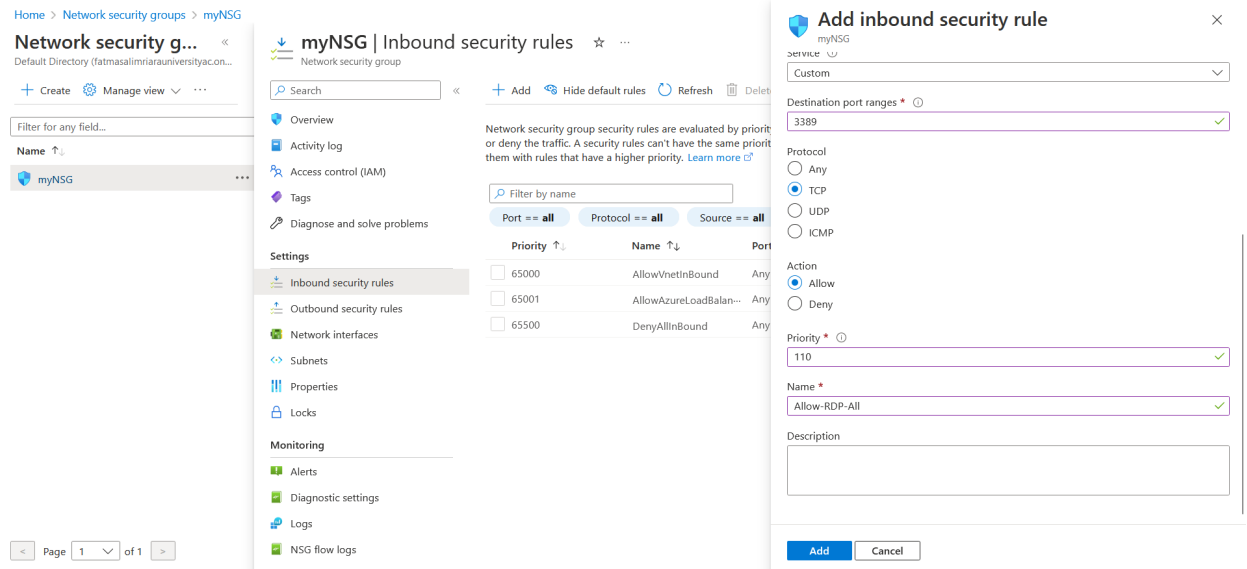 Home > Network security groups > myNSG
Network security g... «
Default Directory (fatmasalimriarauniversityac.on...
+ Create Manage view ...
Filter for any field...
Name ↑↓
myNSG ...
< Page 1 of 1 >
myNSG | Inbound security rules ☆ ...
Network security group
Search «
Overview
Activity log
Access control (IAM)
Tags
Diagnose and solve problems
Settings
Inbound security rules
Outbound security rules
Network interfaces
Subnets
Properties
Locks
Monitoring
Alerts
Diagnostic settings
Logs
NSG flow logs
+ Add Hide default rules Refresh Delet
Network security group security rules are evaluated by priority
or deny the traffic. A security rules can't have the same priorit
them with rules that have a higher priority. Learn more
Filter by name
Port == all Protocol == all Source == all
Priority ↑↓ Name ↑↓ Port
65000 AllowVnetInBound Any
65001 AllowAzureLoadBalan... Any
65500 DenyAllInBound Any
Add inbound security rule
myNSG
Service
Custom
Destination port ranges *
3389
Protocol
Any
TCP
UDP
ICMP
Action
Allow
Deny
Priority *
110
Name *
Allow-RDP-All
Description
Add Cancel